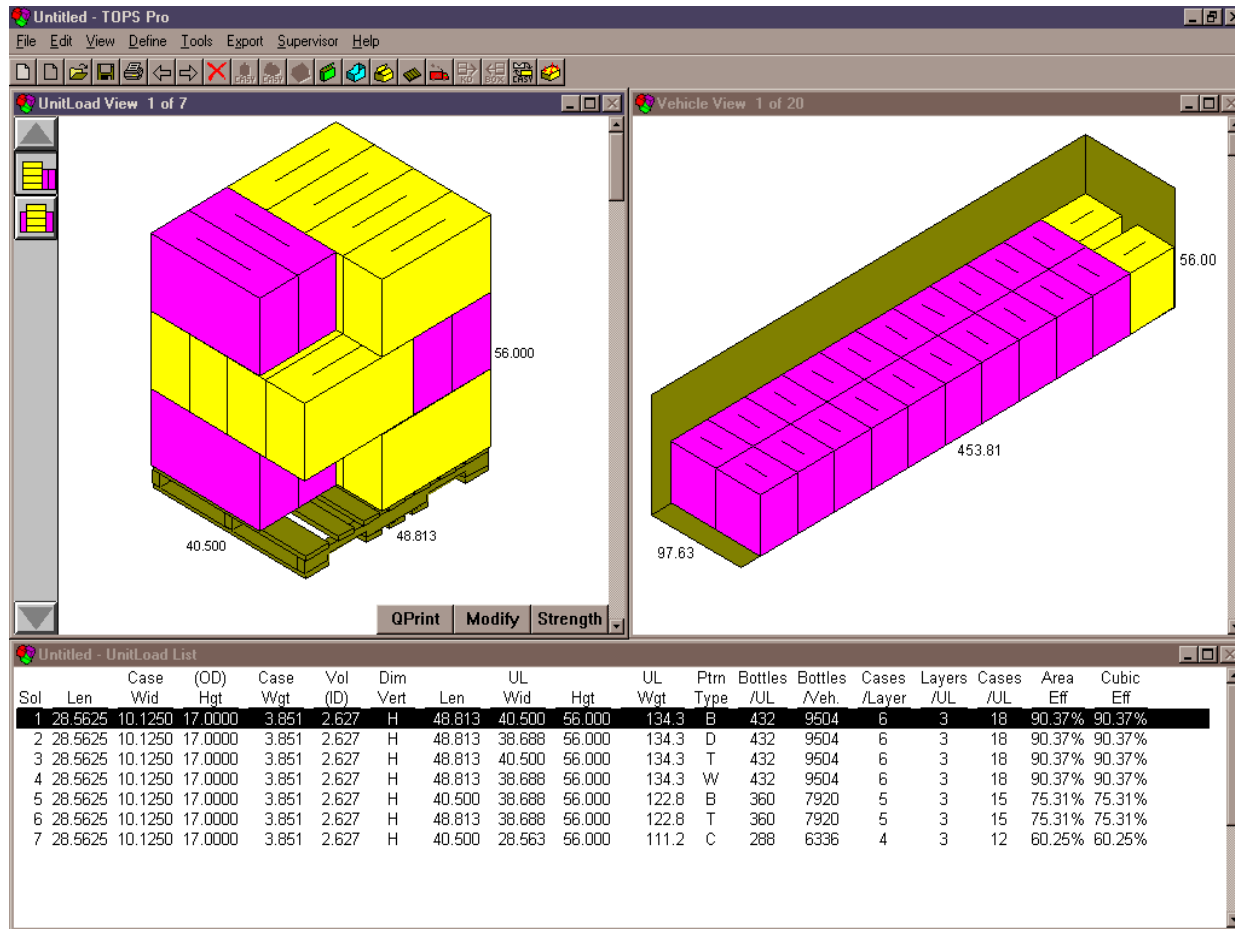 Untitled - TOPS Pro
File Edit View Define Tools Export Supervisor Help
EASY EASY KD BOX EASY
UnitLoad View 1 of 7
56.000
40.500
48.813
QPrint Modify Strength
Vehicle View 1 of 20
56.00
453.81
97.63
Untitled - UnitLoad List
Case (OD) Case Vol Dim UL UL Ptrn Bottles Bottles Cases Layers Cases Area Cubic
Sol Len Wid Hgt Wgt (ID) Vert Len Wid Hgt Wgt Type /UL /Veh. /Layer /UL /UL Eff Eff
1 28.5625 10.1250 17.0000 3.851 2.627 H 48.813 40.500 56.000 134.3 B 432 9504 6 3 18 90.37% 90.37%
2 28.5625 10.1250 17.0000 3.851 2.627 H 48.813 38.688 56.000 134.3 D 432 9504 6 3 18 90.37% 90.37%
3 28.5625 10.1250 17.0000 3.851 2.627 H 48.813 40.500 56.000 134.3 T 432 9504 6 3 18 90.37% 90.37%
4 28.5625 10.1250 17.0000 3.851 2.627 H 48.813 38.688 56.000 134.3 W 432 9504 6 3 18 90.37% 90.37%
5 28.5625 10.1250 17.0000 3.851 2.627 H 40.500 38.688 56.000 122.8 B 360 7920 5 3 15 75.31% 75.31%
6 28.5625 10.1250 17.0000 3.851 2.627 H 48.813 38.688 56.000 122.8 T 360 7920 5 3 15 75.31% 75.31%
7 28.5625 10.1250 17.0000 3.851 2.627 H 40.500 28.563 56.000 111.2 C 288 6336 4 3 12 60.25% 60.25%